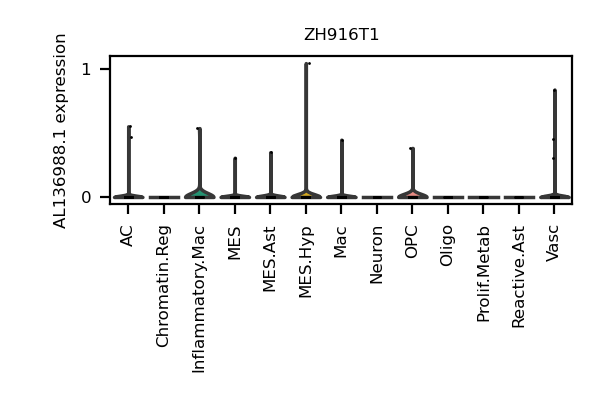 ZH916T1
AL136988.1 expression
1
0
AC
Chromatin.Reg
Inflammatory.Mac
MES
MES.Ast
MES.Hyp
Mac
Neuron
OPC
Oligo
Prolif.Metab
Reactive.Ast
Vasc